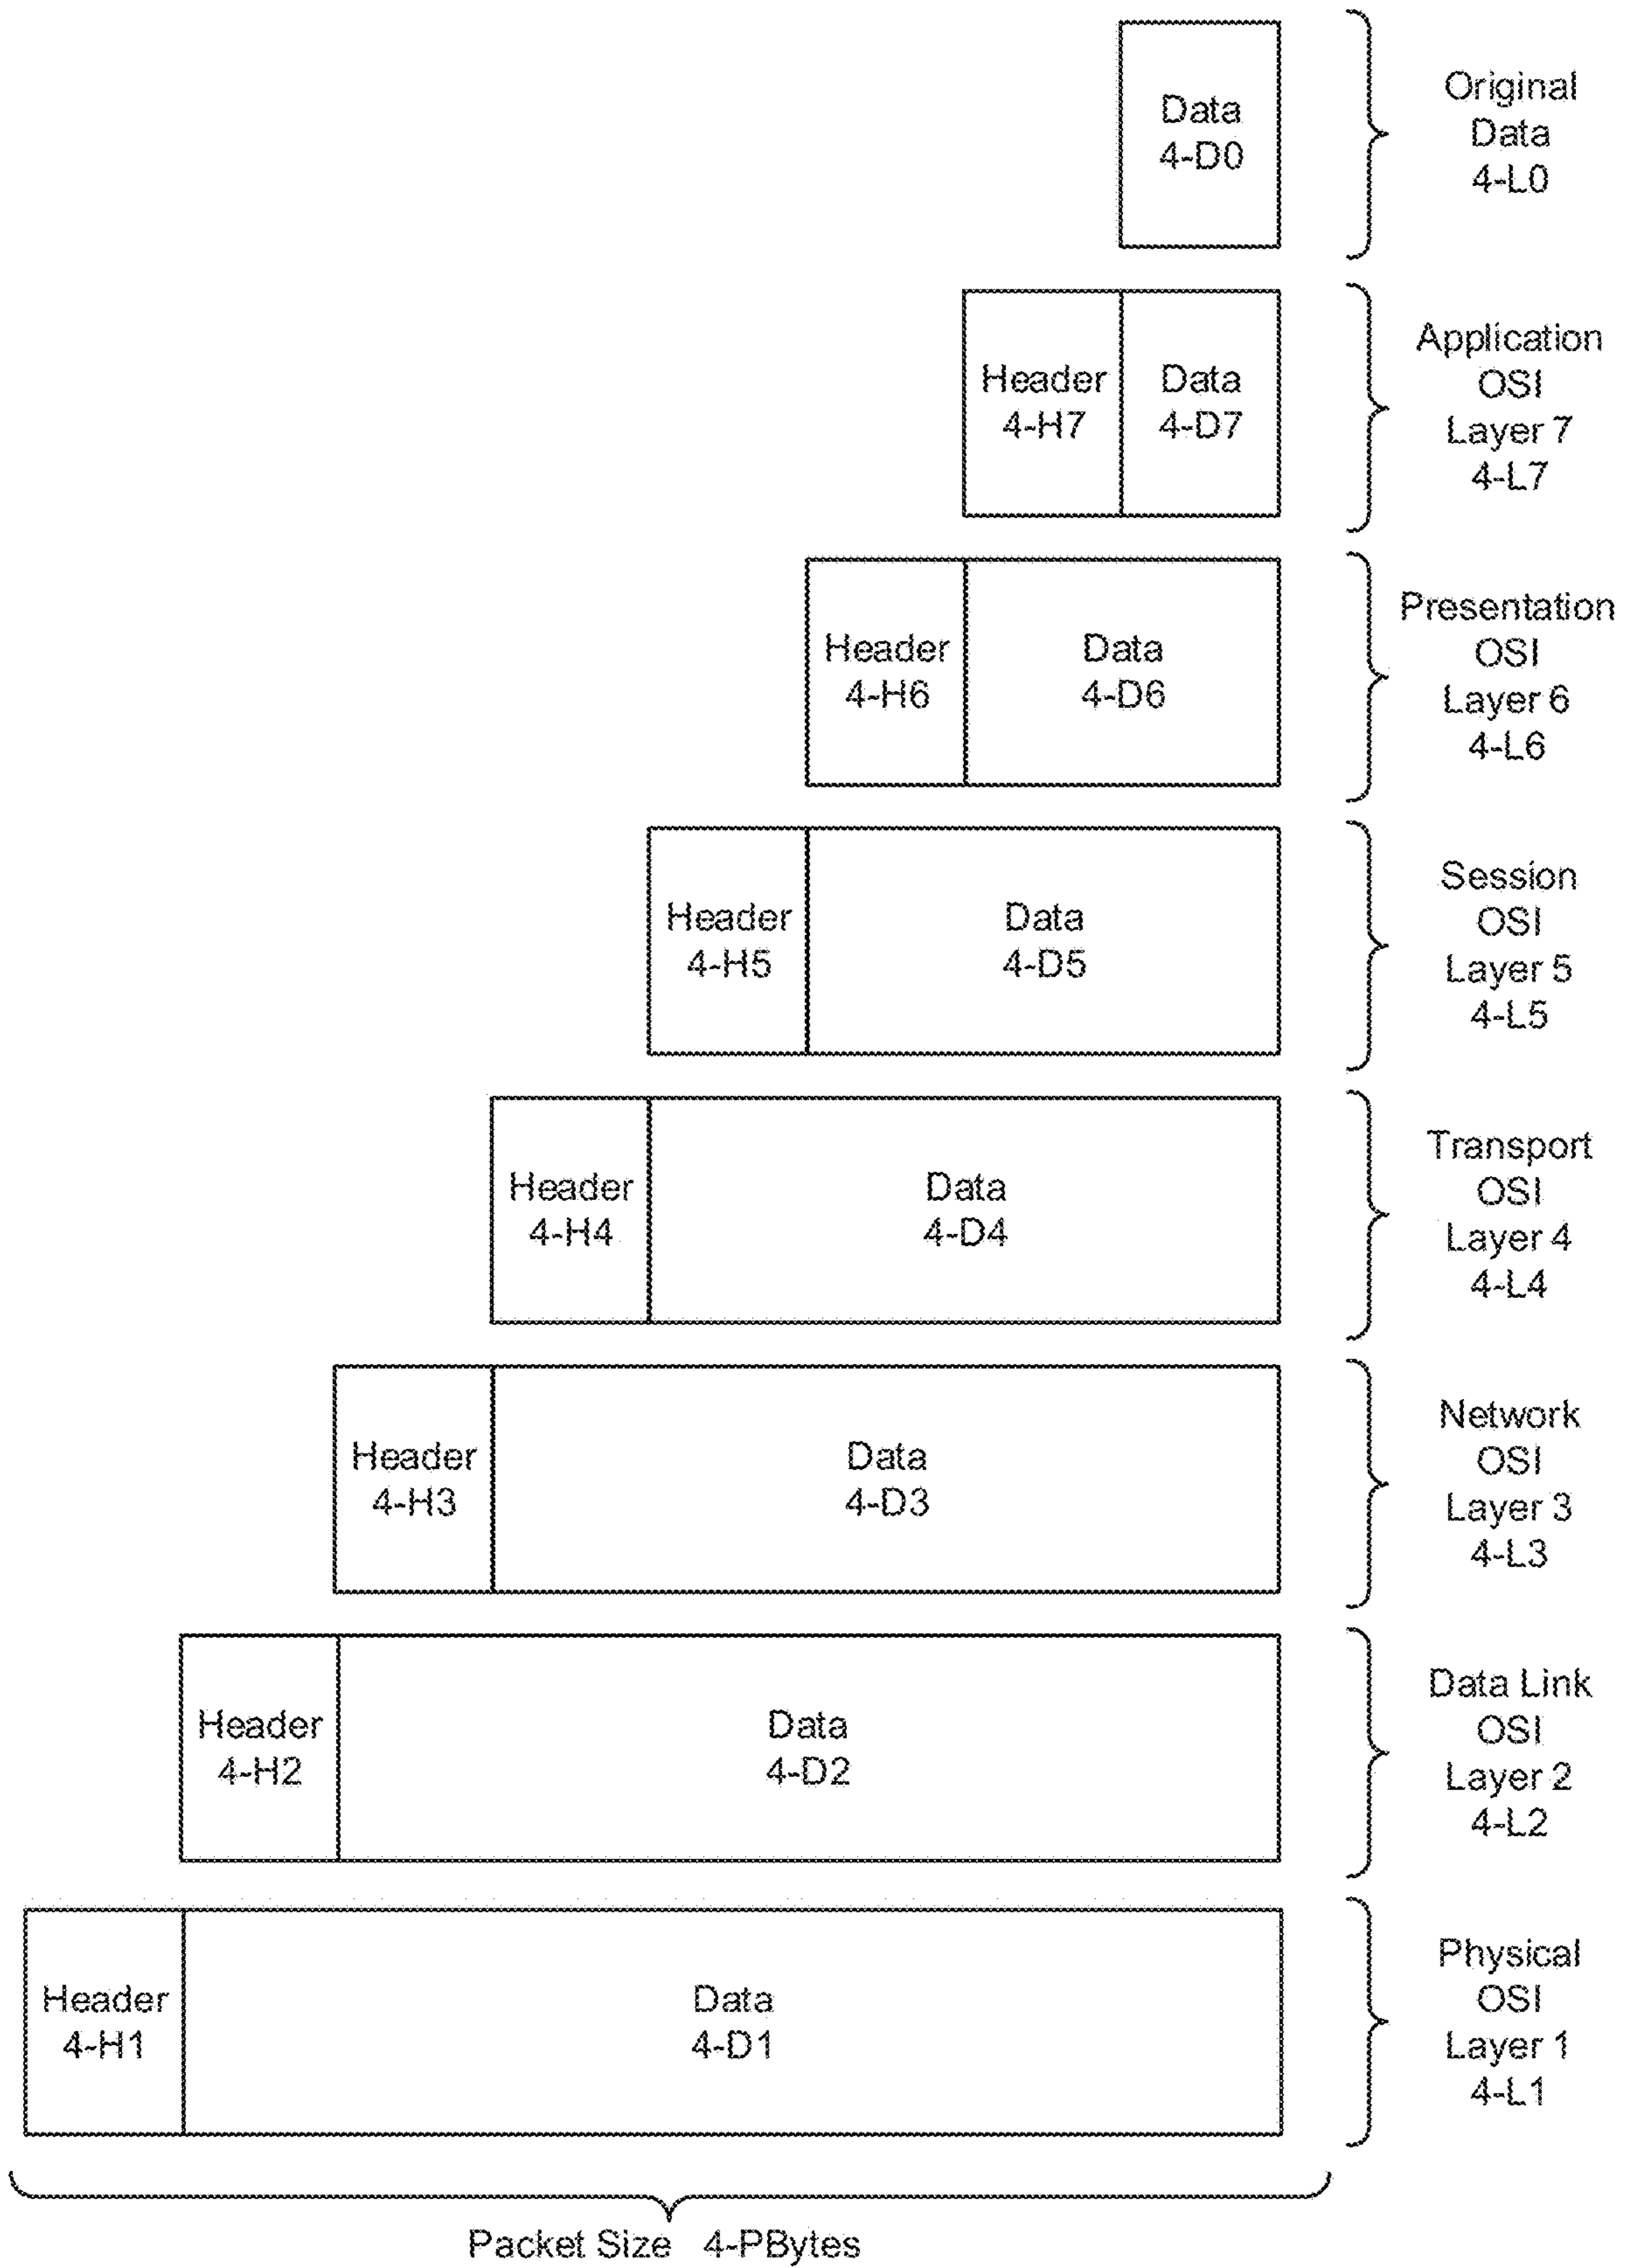 Data
4-D0
Original
Data
4-L0
Header
4-H7
Data
4-D7
Application
OSI
Layer 7
4-L7
Header
4-H6
Data
4-D6
Presentation
OSI
Layer 6
4-L6
Header
4-H5
Data
4-D5
Session
OSI
Layer 5
4-L5
Header
4-H4
Data
4-D4
Transport
OSI
Layer 4
4-L4
Header
4-H3
Data
4-D3
Network
OSI
Layer 3
4-L3
Header
4-H2
Data
4-D2
Data Link
OSI
Layer 2
4-L2
Header
4-H1
Data
4-D1
Physical
OSI
Layer 1
4-L1
Packet Size 4-PBytes